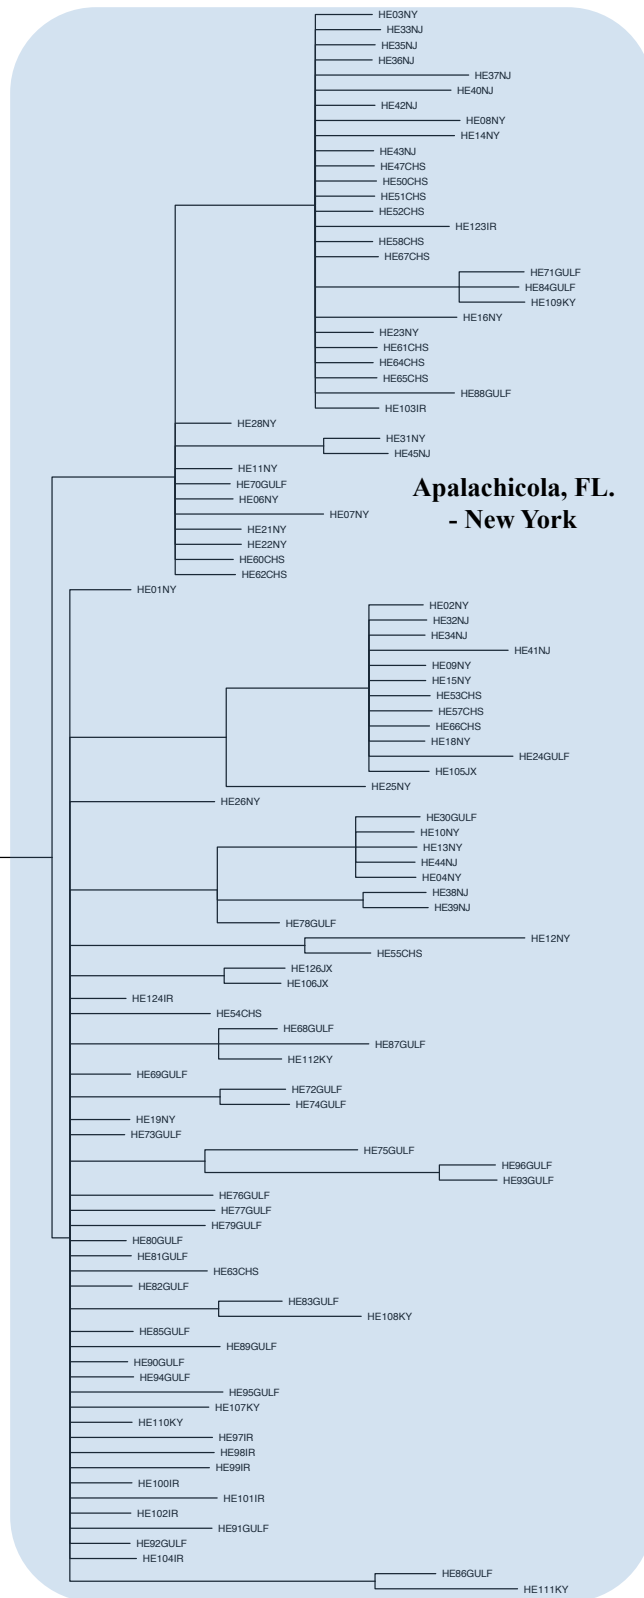 HE03NY
HE33NJ
HE35NJ
HE36NJ
HE37NJ
HE40NJ
HE42NJ
HE08NY
HE14NY
HE43NJ
HE47CHS
HE50CHS
HE51CHS
HE52CHS
HE123IR
HE58CHS
HE67CHS
HE71GULF
HE84GULF
HE109KY
HE16NY
HE23NY
HE61CHS
HE64CHS
HE65CHS
HE88GULF
HE103IR
HE28NY
HE31NY
HE45NJ
HE11NY
HE70GULF
HE06NY
Apalachicola, FL.
- New York
HE07NY
HE21NY
HE22NY
HE60CHS
HE62CHS
HE01NY
HE02NY
HE32NJ
HE34NJ
HE41NJ
HE09NY
HE15NY
HE53CHS
HE57CHS
HE66CHS
HE18NY
HE24GULF
HE105JX
HE25NY
HE26NY
HE30GULF
HE10NY
HE13NY
HE44NJ
HE04NY
HE38NJ
HE39NJ
HE78GULF
HE12NY
HE55CHS
HE126JX
HE106JX
HE124IR
HE54CHS
HE68GULF
HE87GULF
HE112KY
HE69GULF
HE72GULF
HE74GULF
HE19NY
HE73GULF
HE75GULF
HE96GULF
HE93GULF
HE76GULF
HE77GULF
HE79GULF
HE80GULF
HE81GULF
HE63CHS
HE82GULF
HE83GULF
HE108KY
HE85GULF
HE89GULF
HE90GULF
HE94GULF
HE95GULF
HE107KY
HE110KY
HE97IR
HE98IR
HE99IR
HE100IR
HE101IR
HE102IR
HE91GULF
HE92GULF
HE104IR
HE86GULF
HE111KY